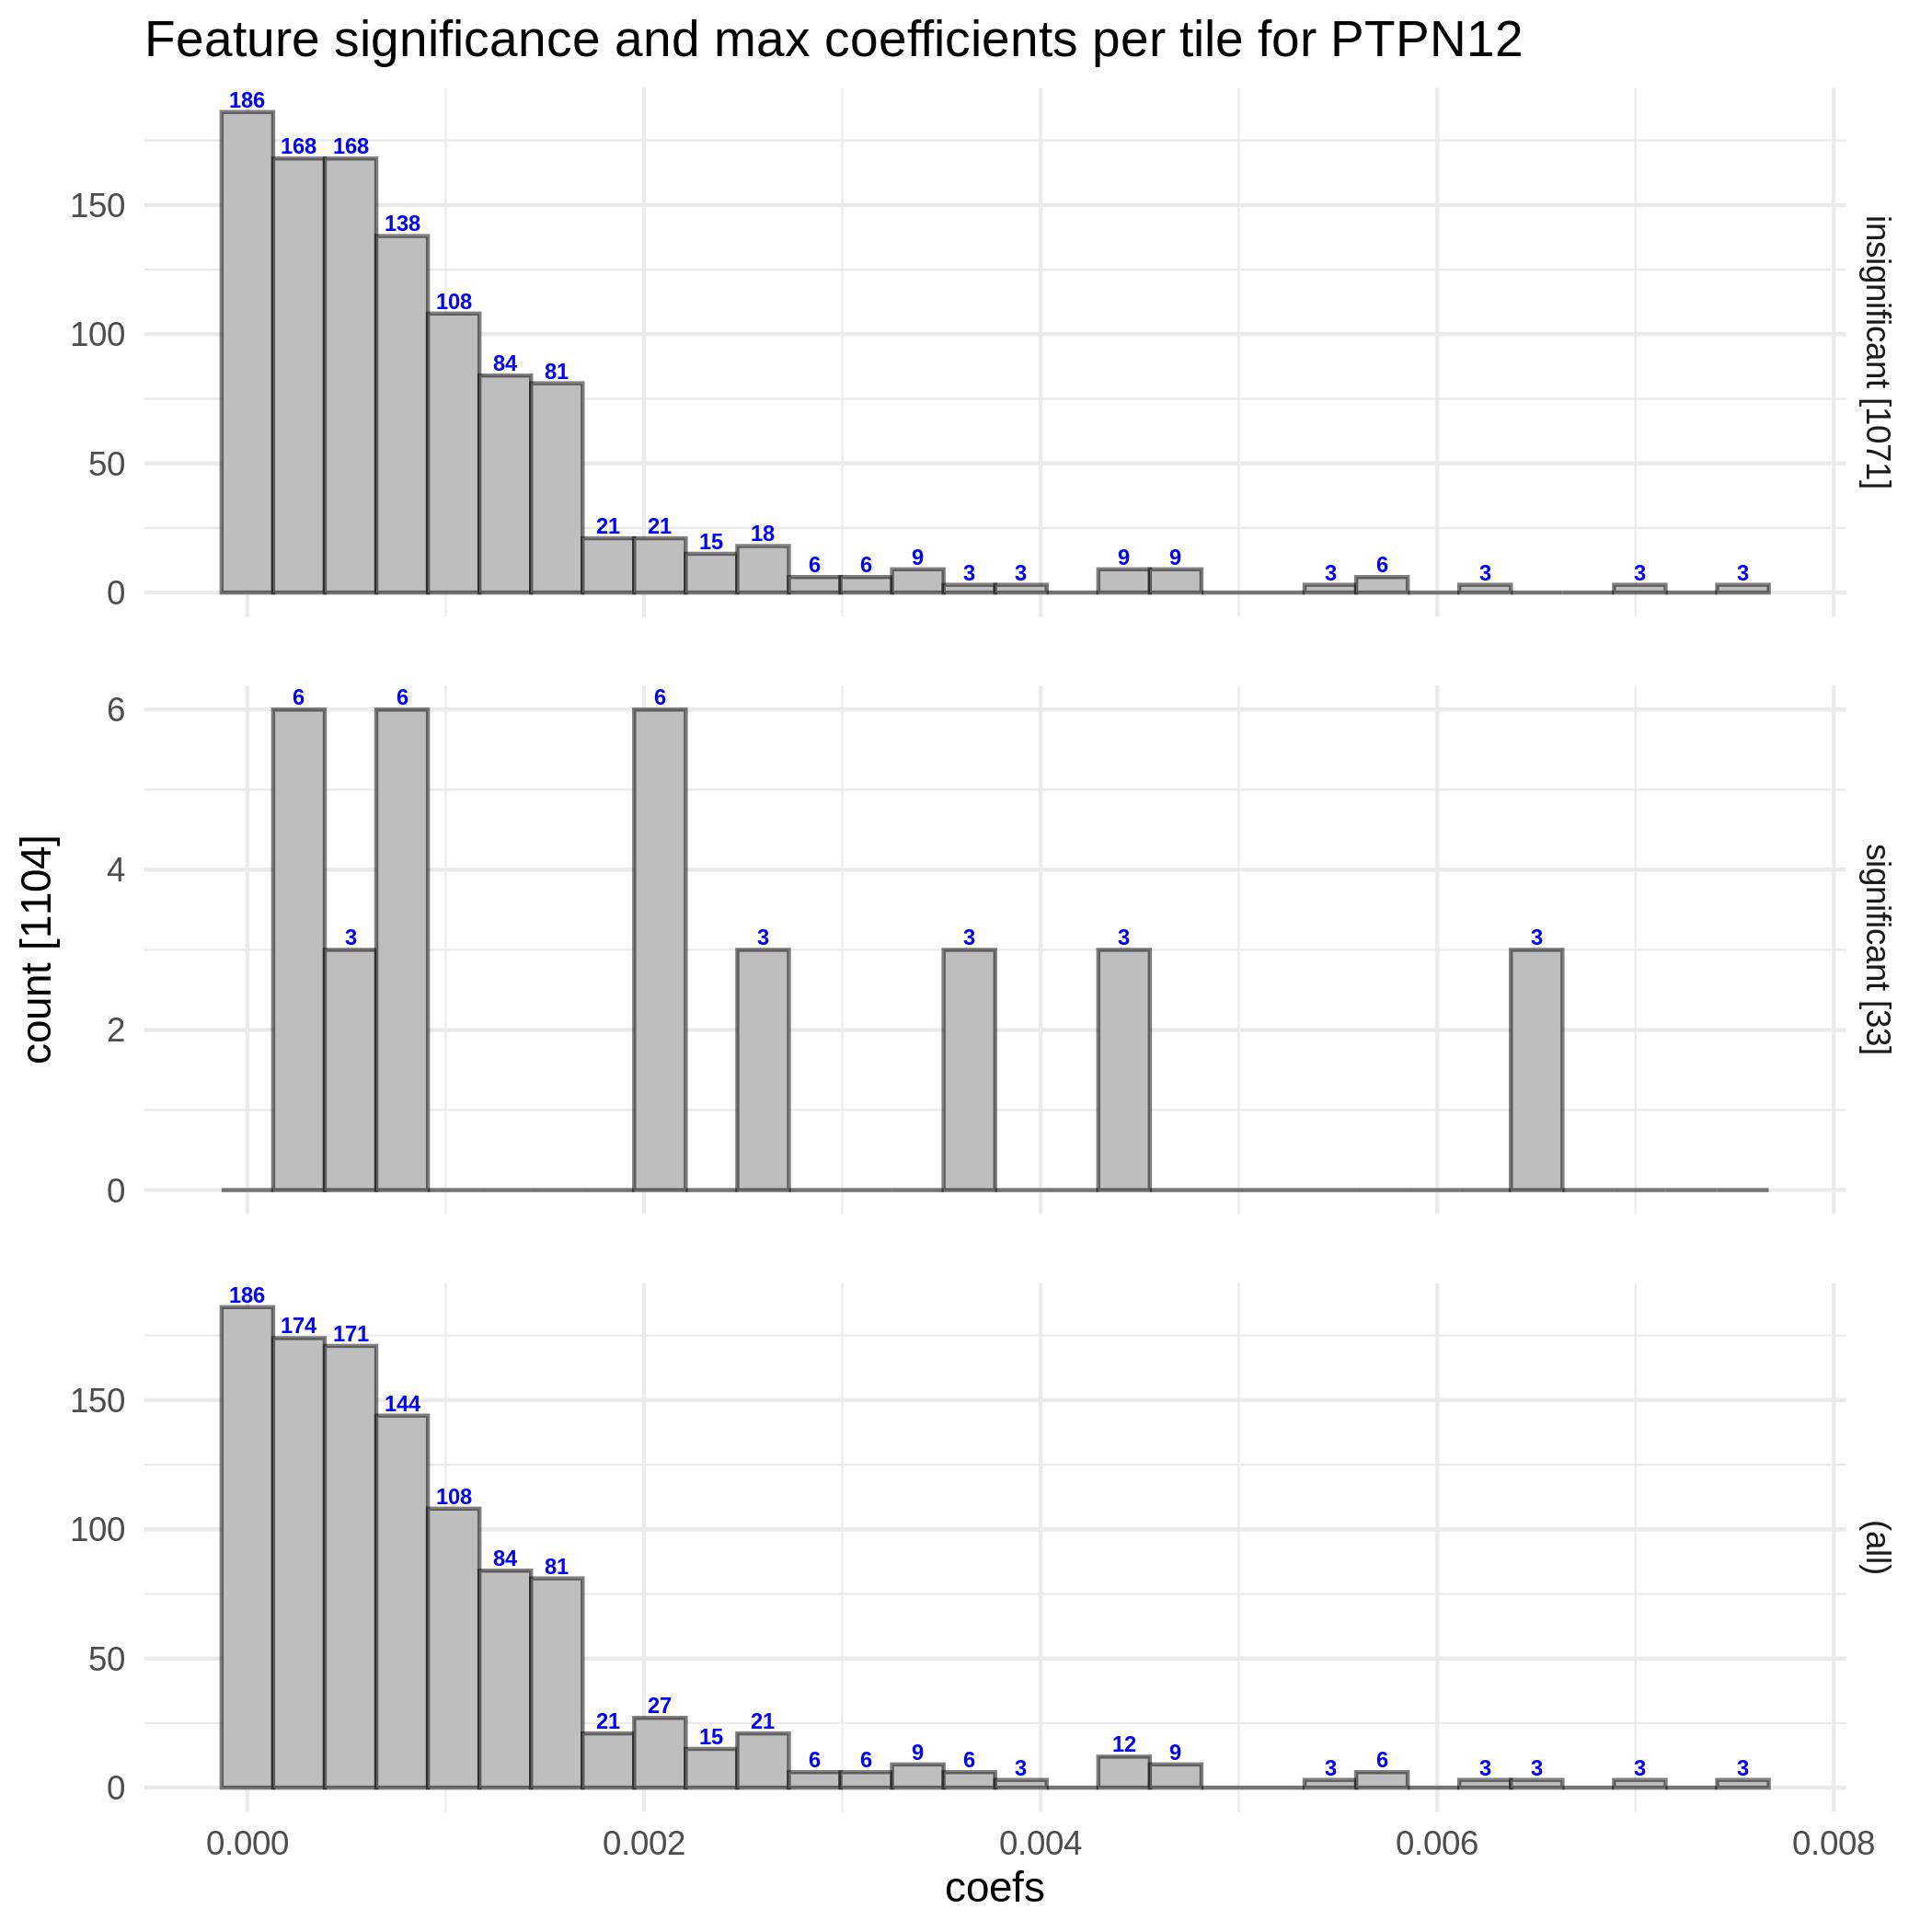 Feature significance and max coefficients per tile for PTPN12
186
168 168
138
108
84 81
21 21 15 18
6 6 9 3 3 9 9 3 6 3 3 3
150
100
50
0
insignificant [1071]
6 3 6 6 3 3 3 3
6
4
2
0
significant [33]
count [1104]
186
174 171
144
108
84 81
21 27 15 21
6 6 9 6 3 12 9 3 6 3 3 3 3
150
100
50
0
(all)
0.000 0.002 0.004 0.006 0.008
coefs